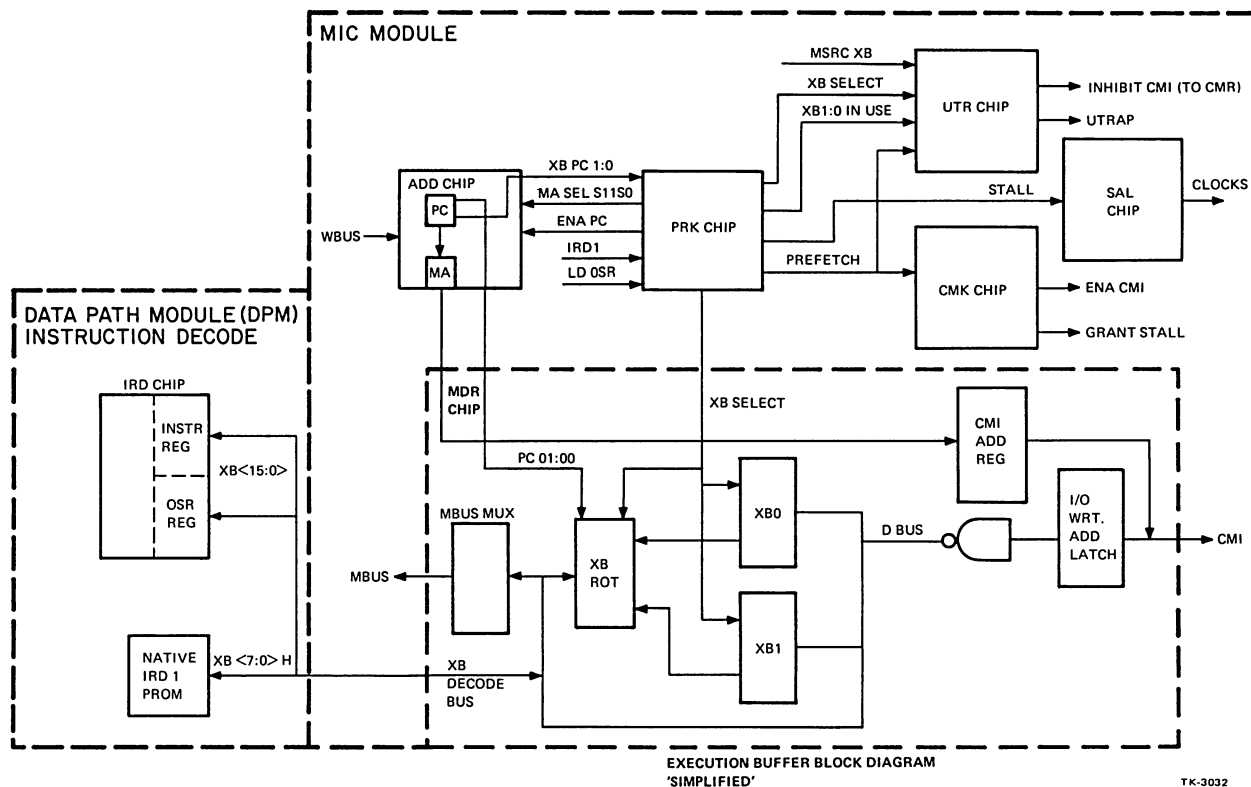 MIC MODULE
MSRC XB
XB SELECT
XB1:0 IN USE
UTR CHIP
INHIBIT CMI (TO CMR)
UTRAP
XB PC 1:0
ADD CHIP
MA SEL S11S0
PC
ENA PC
WBUS
IRD1
MA
LD 0SR
PRK CHIP
STALL
SAL
CHIP
CLOCKS
PREFETCH
CMK CHIP
ENA CMI
GRANT STALL
DATA PATH MODULE (DPM)
INSTRUCTION DECODE
IRD CHIP
INSTR
REG
XB<15:0>
OSR
REG
MDR
CHIP
XB SELECT
CMI
ADD
REG
PC 01:00
MBUS MUX
XB0
I/O
WRT.
ADD
LATCH
D BUS
CMI
MBUS
XB
ROT
XB1
NATIVE
IRD 1
PROM
XB <7:0> H
XB
DECODE
BUS
EXECUTION BUFFER BLOCK DIAGRAM
'SIMPLIFIED'
TK-3032